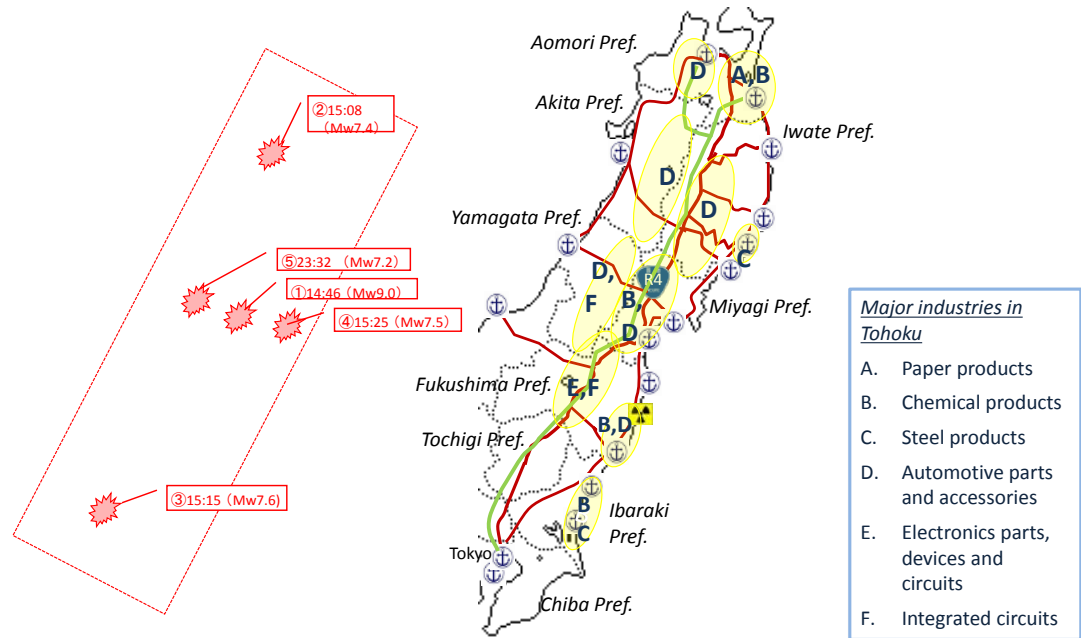 Aomori Pref.
D
A,B
②15:08
(Mw7.4)
Akita Pref.
Iwate Pref.
D
D
Yamagata Pref.
C
⑤23:32 (Mw7.2)
D,
①14:46(Mw9.0)
R4
F
B,
Miyagi Pref.
④15:25 (Mw7.5)
D
Fukushima Pref.
E,F
B,D
Tochigi Pref.
③15:15 (Mw7.6)
B
Ibaraki
Pref.
C
Tokyo
Chiba Pref.
Major industries in
Tohoku
A. Paper products
B. Chemical products
C. Steel products
D. Automotive parts
and accessories
E. Electronics parts,
devices and
circuits
F. Integrated circuits